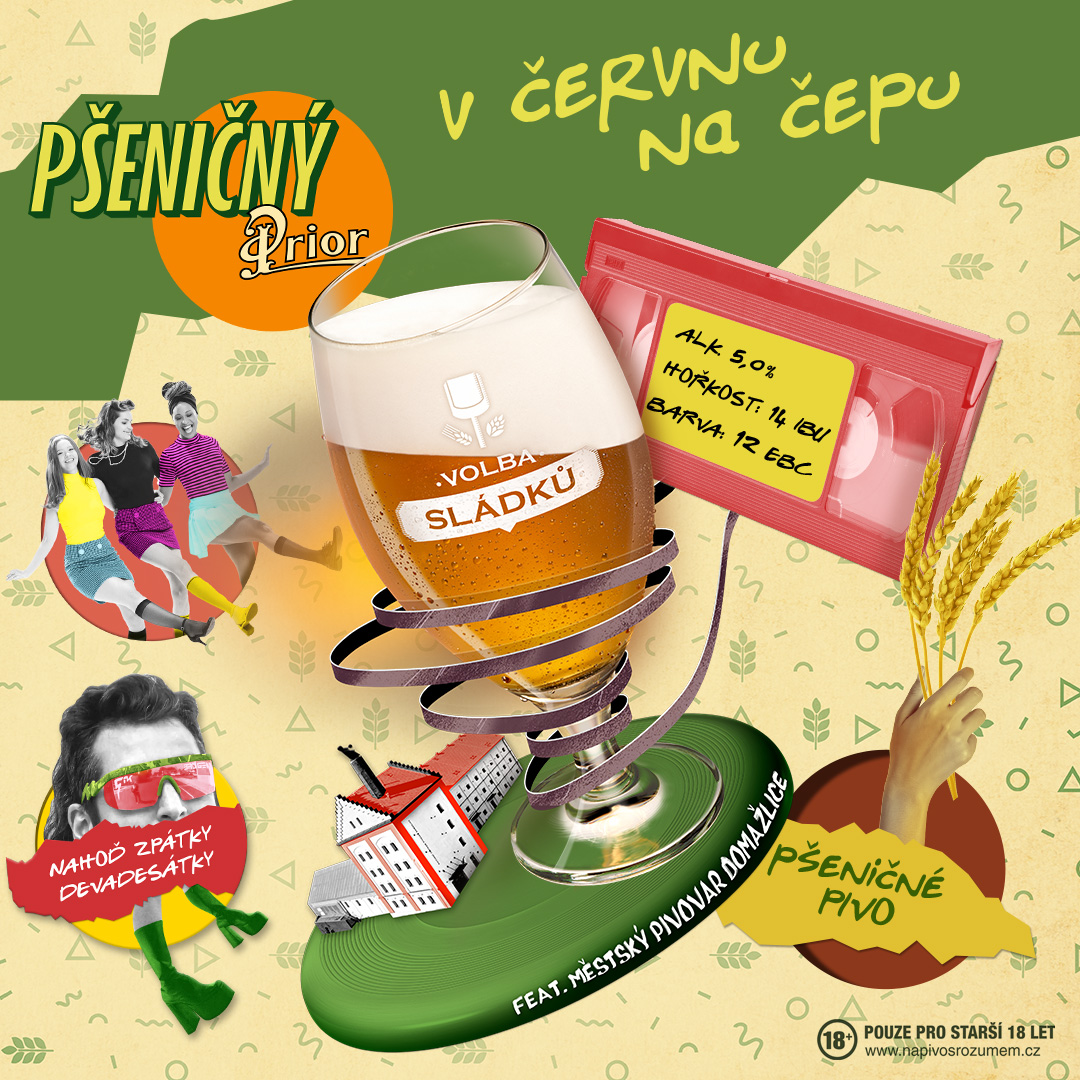 V ČERVNU
Na ČEPU
PŠENIČNÝ
Prior
ALK 5,0%
HOŘKOST: 14 IBU
BARVA: 12 EBC
·VOLBA·
SLÁDKŮ
NAHOĎ ZPÁTKY
DEVADESÁTKY
PŠENIČNÉ
PIVO
FEAT. MĚSTSKÝ PIVOVAR DOMAŽLICE
18+ POUZE PRO STARŠÍ 18 LET
www.napivosrozumem.cz